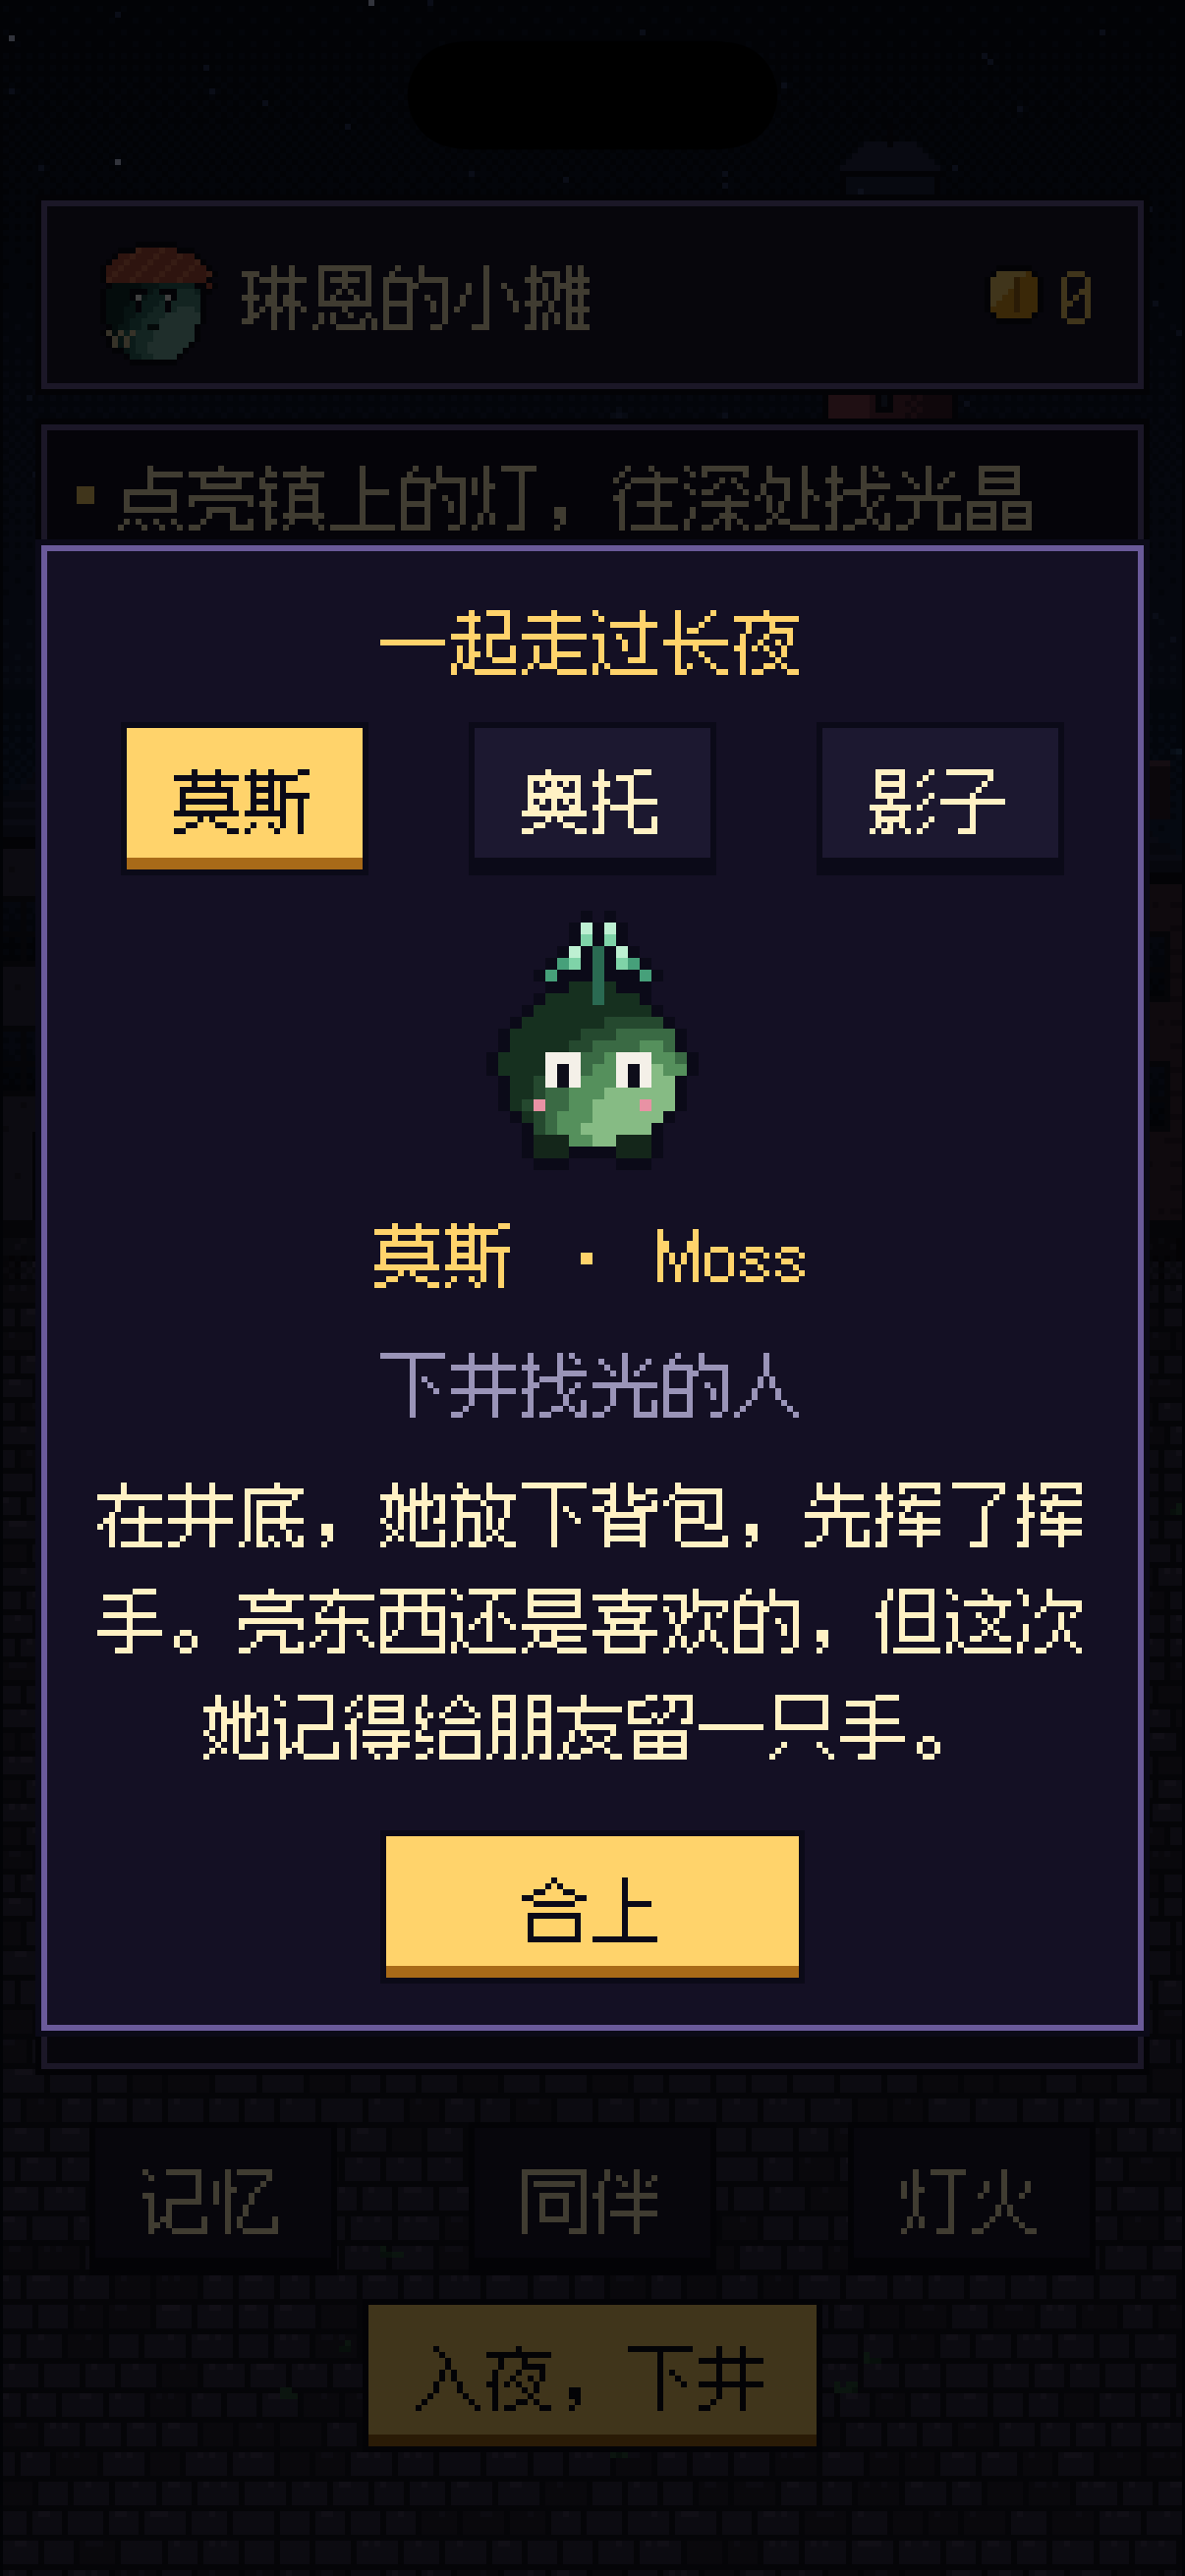 琳恩的小摊
0
点亮镇上的灯，往深处找光晶
一起走过长夜
莫斯
奥托
影子
莫斯 · Moss
下井找光的人
在井底，她放下背包，先挥了挥
手。亮东西还是喜欢的，但这次
她记得给朋友留一只手。
合上
记忆
同伴
灯火
入夜，下井